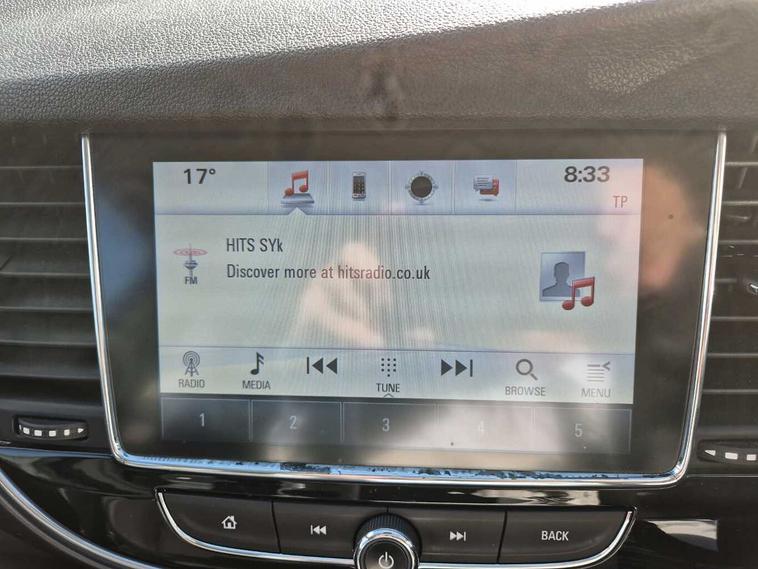 17°
8:33
TP
FM
HITS SYk
Discover more at hitsradio.co.uk
RADIO
MEDIA
TUNE
BROWSE
MENU
1 2 3 4 5
BACK